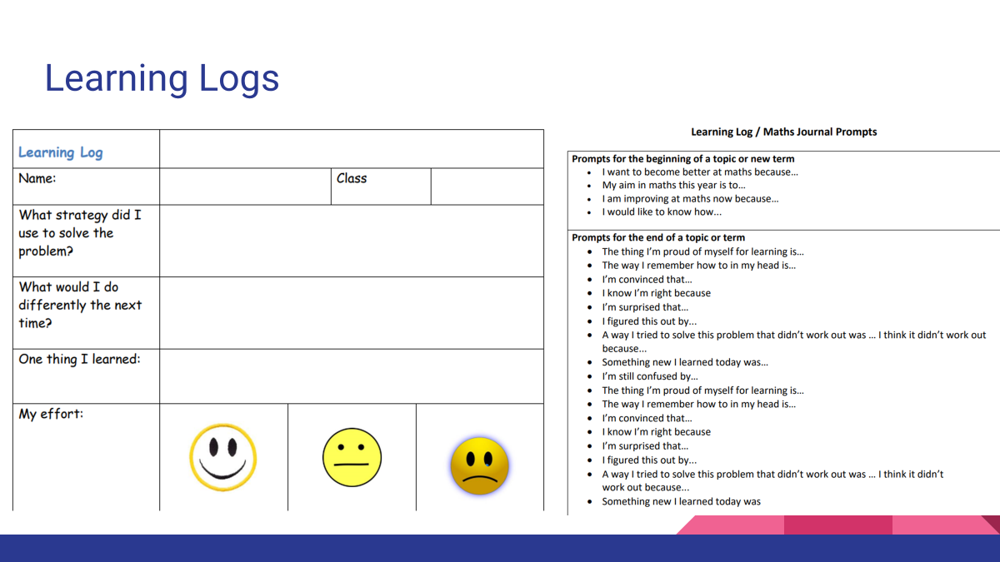 Learning Logs
Learning Log
Name:
Class
What strategy did I
use to solve the
problem?
What would I do
differently the next
time?
One thing I learned:
My effort:
Learning Log / Maths Journal Prompts
Prompts for the beginning of a topic or new term
• I want to become better at maths because…
• My aim in maths this year is to…
• I am improving at maths now because…
• I would like to know how...
Prompts for the end of a topic or term
• The thing I’m proud of myself for learning is…
• The way I remember how to in my head is…
• I’m convinced that…
• I know I’m right because
• I’m surprised that…
• I figured this out by...
• A way I tried to solve this problem that didn’t work out was … I think it didn’t work out
because...
• Something new I learned today was…
• I’m still confused by…
• The thing I’m proud of myself for learning is…
• The way I remember how to in my head is…
• I’m convinced that…
• I know I’m right because
• I’m surprised that…
• I figured this out by...
• A way I tried to solve this problem that didn’t work out was … I think it didn’t
work out because...
• Something new I learned today was